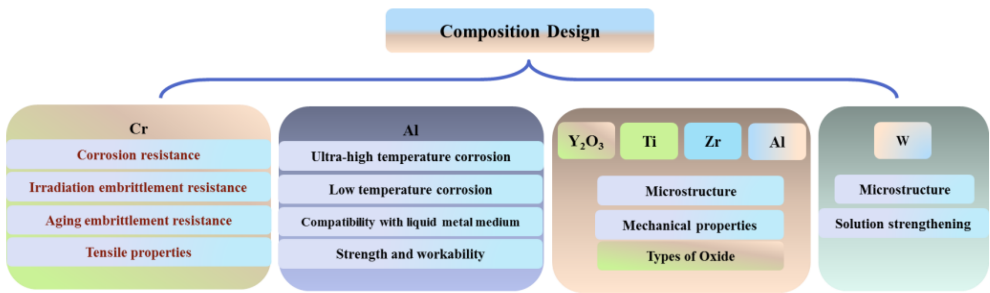 Composition Design
Cr
Corrosion resistance
Irradiation embrittlement resistance
Aging embrittlement resistance
Tensile properties
Al
Ultra-high temperature corrosion
Low temperature corrosion
Compatibility with liquid metal medium
Strength and workability
Y₂O₃ Ti Zr Al
Microstructure
Mechanical properties
Types of Oxide
W
Microstructure
Solution strengthening